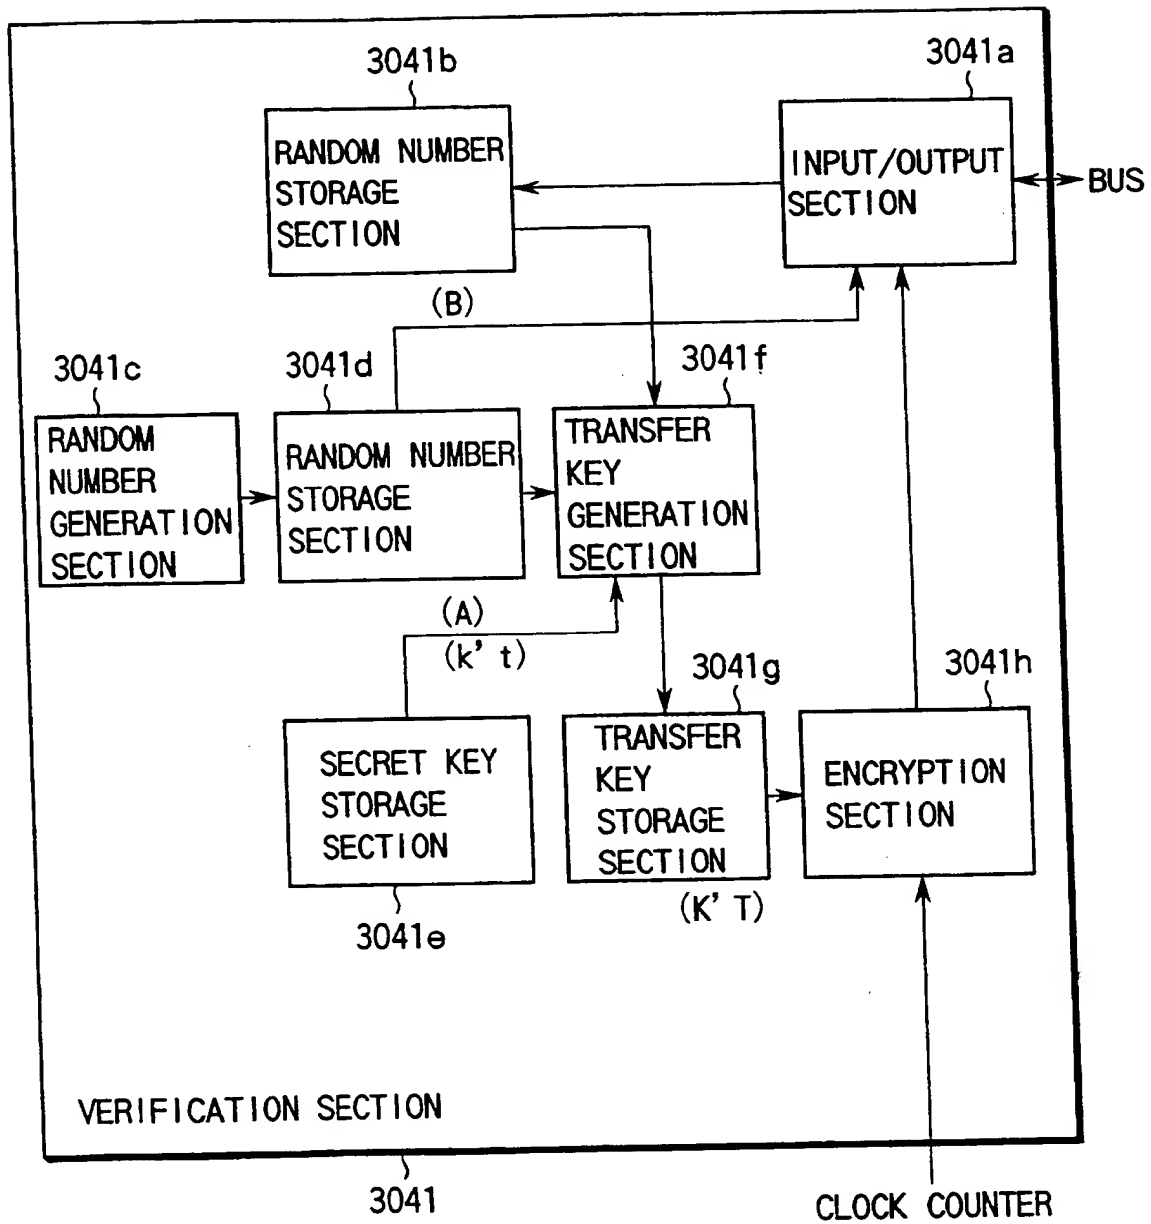 3041b
3041a
RANDOM NUMBER
STORAGE
SECTION
INPUT/OUTPUT
SECTION
BUS
(B)
3041c
3041d
3041f
RANDOM
NUMBER
GENERATION
SECTION
RANDOM NUMBER
STORAGE
SECTION
TRANSFER
KEY
GENERATION
SECTION
(A)
(k' t)
3041g
3041h
SECRET KEY
STORAGE
SECTION
TRANSFER
KEY
STORAGE
SECTION
ENCRYPTION
SECTION
(K' T)
3041e
VERIFICATION SECTION
3041
CLOCK COUNTER